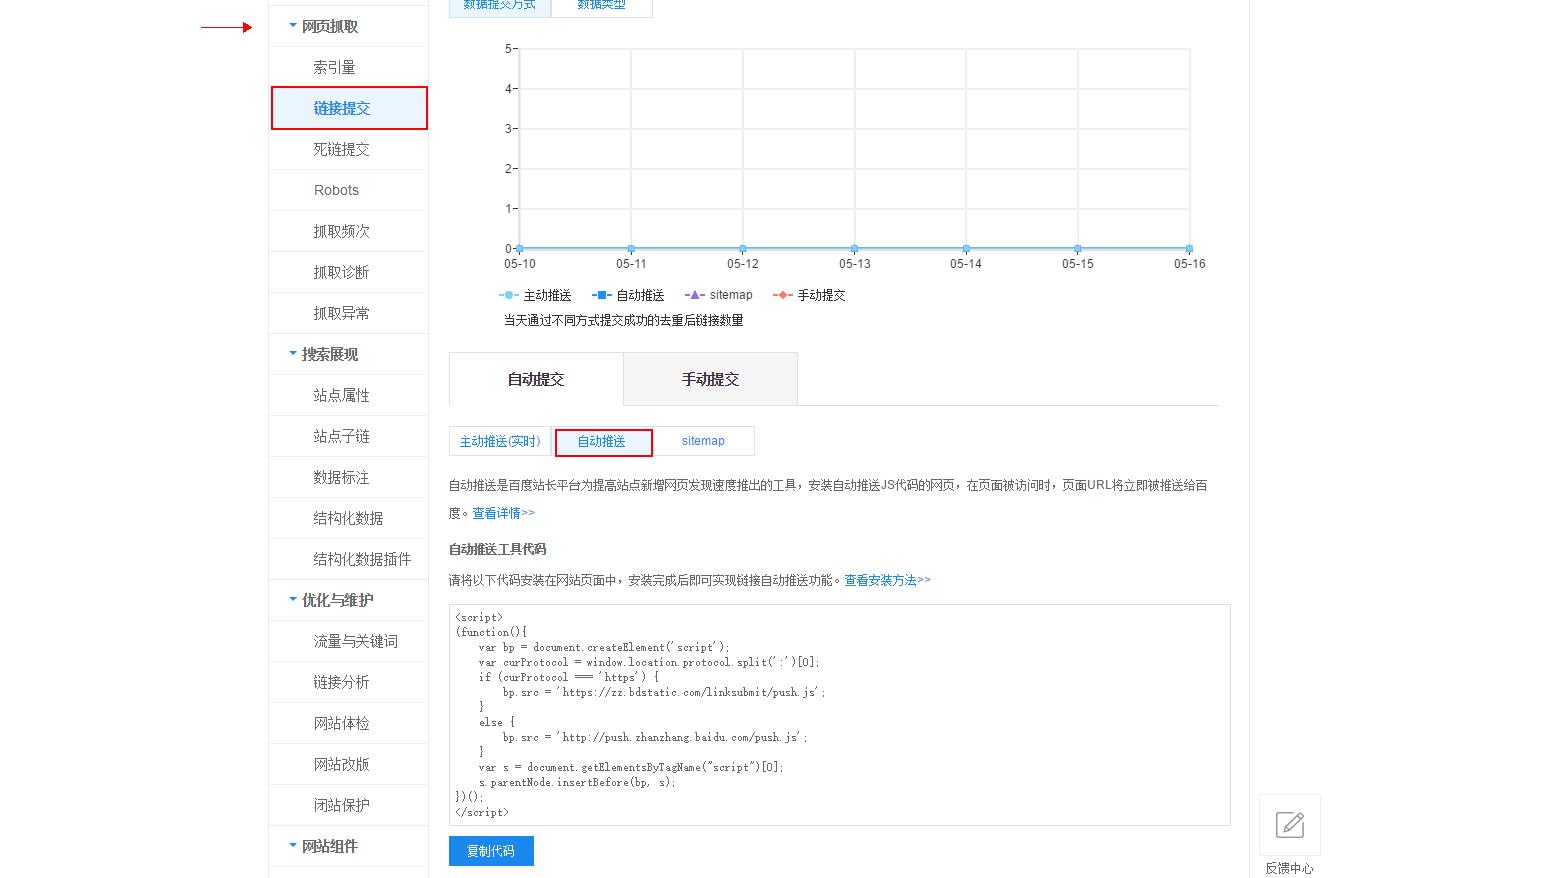 网页抓取
索引量
链接提交
死链提交
Robots
抓取频次
抓取诊断
抓取异常
搜索展现
站点属性
站点子链
数据标注
结构化数据
结构化数据插件
优化与维护
流量与关键词
链接分析
网站体检
网站改版
闭站保护
网站组件
数据提交方式 数据类型
5
4
3
2
1
0
05-10 05-11 05-12 05-13 05-14 05-15 05-16
主动推送 自动推送 sitemap 手动提交
当天通过不同方式提交成功的去重后链接数量
自动提交 手动提交
主动推送(实时) 自动推送 sitemap
自动推送是百度站长平台为提高站点新增网页发现速度推出的工具，安装自动推送JS代码的网页，在页面被访问时，页面URL将立即被推送给百
度。查看详情>>
自动推送工具代码
请将以下代码安装在网站页面中，安装完成后即可实现链接自动推送功能。查看安装方法>>
<script>
(function(){
var bp = document.createElement('script');
var curProtocol = window.location.protocol.split(':')[0];
if (curProtocol === 'https') {
bp.src = 'https://zz.bdstatic.com/linksubmit/push.js';
}
else {
bp.src = 'http://push.zhanzhang.baidu.com/push.js';
}
var s = document.getElementsByTagName("script")[0];
s.parentNode.insertBefore(bp, s);
})();
</script>
复制代码
反馈中心